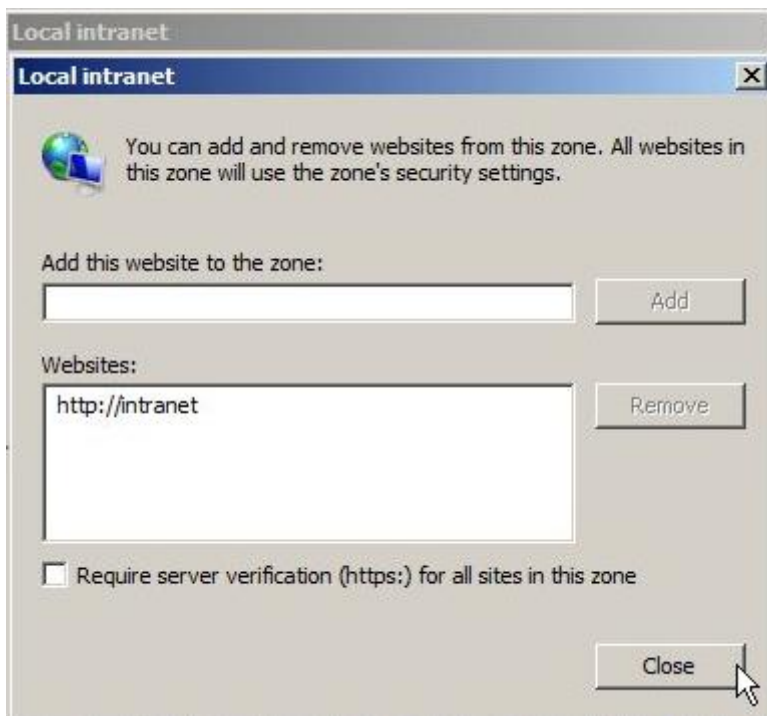 Local intranet
Local intranet
You can add and remove websites from this zone. All websites in
this zone will use the zone's security settings.
Add this website to the zone:
Add
Websites:
http://intranet
Remove
Require server verification (https:) for all sites in this zone
Close